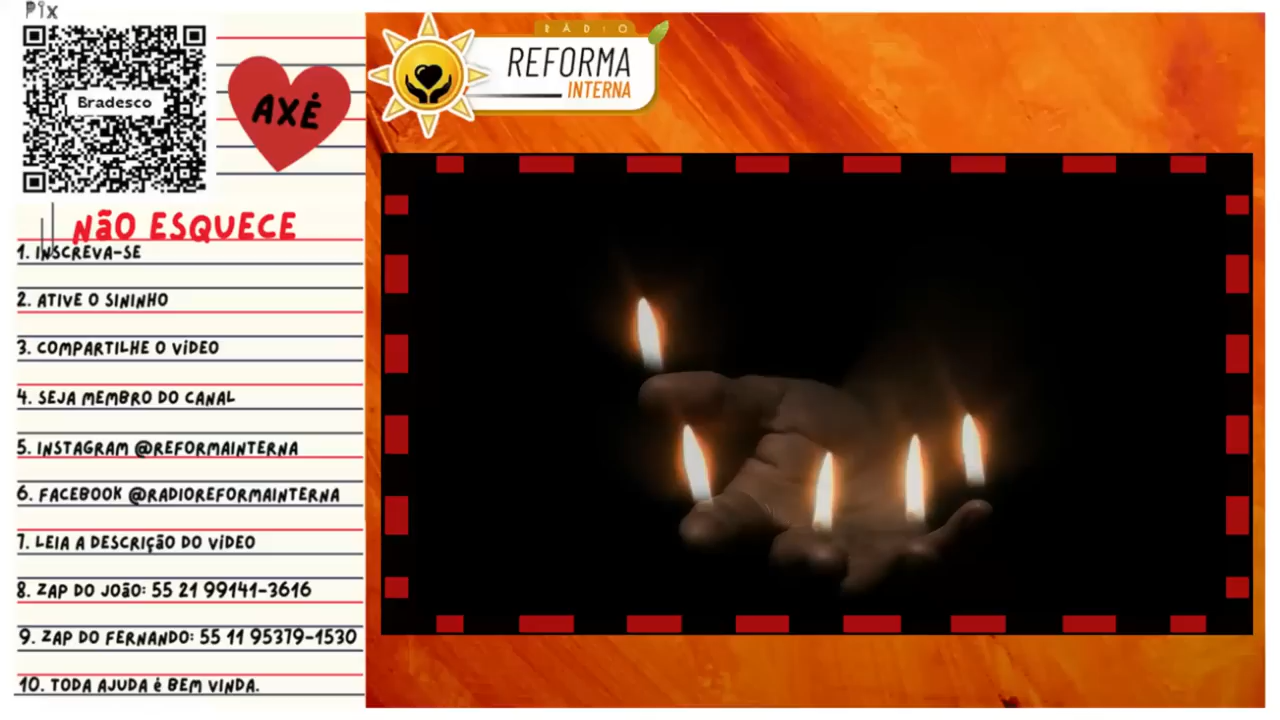 Pix
Bradesco
AXÉ
NÃO ESQUECE
1. INSCREVA-SE
2. ATIVE O SININHO
3. COMPARTILHE O VÍDEO
4. SEJA MEMBRO DO CANAL
5. INSTAGRAM @REFORMAINTERNA
6. FACEBOOK @RADIOREFORMAINTERNA
7. LEIA A DESCRIÇÃO DO VÍDEO
8. ZAP DO JOÃO: 55 21 99141-3616
9. ZAP DO FERNANDO: 55 11 95379-1530
10. TODA AJUDA É BEM VINDA.
RÁDIO
REFORMA
INTERNA